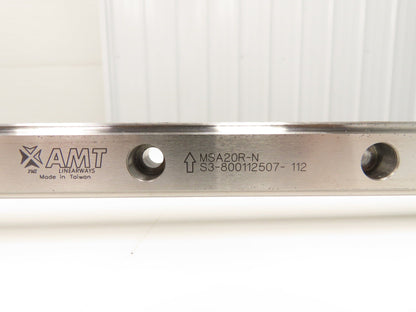 AMT
LINEARWAYS
Made in Taiwan
MSA20R-N
S3-800112507- 112